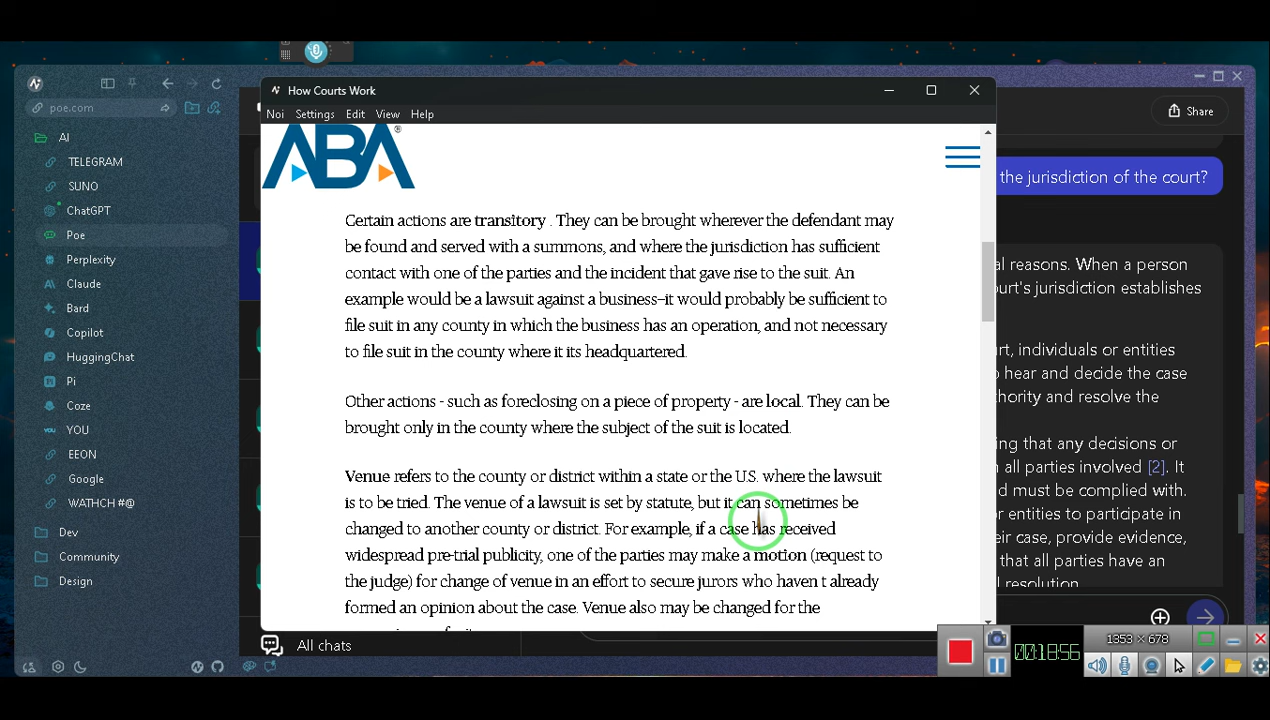 How Courts Work
poe.com
Noi Settings Edit View Help
Share
AI
TELEGRAM
SUNO
ChatGPT
Poe
Perplexity
Claude
Bard
Copilot
HuggingChat
Pi
Coze
YOU
EEON
Google
WATHCH #@
Dev
Community
Design
ABA®
Certain actions are transitory . They can be brought wherever the defendant may
be found and served with a summons, and where the jurisdiction has sufficient
contact with one of the parties and the incident that gave rise to the suit. An
example would be a lawsuit against a business–it would probably be sufficient to
file suit in any county in which the business has an operation, and not necessary
to file suit in the county where it its headquartered.
Other actions - such as foreclosing on a piece of property - are local. They can be
brought only in the county where the subject of the suit is located.
Venue refers to the county or district within a state or the U.S. where the lawsuit
is to be tried. The venue of a lawsuit is set by statute, but it can sometimes be
changed to another county or district. For example, if a case has received
widespread pre-trial publicity, one of the parties may make a motion (request to
the judge) for change of venue in an effort to secure jurors who haven t already
formed an opinion about the case. Venue also may be changed for the
the jurisdiction of the court?
al reasons. When a person
ourt's jurisdiction establishes
rt, individuals or entities
o hear and decide the case
thority and resolve the
ing that any decisions or
n all parties involved [2]. It
d must be complied with.
or entities to participate in
eir case, provide evidence,
that all parties have an
l resolution.
All chats
1353 × 678
00:18:56